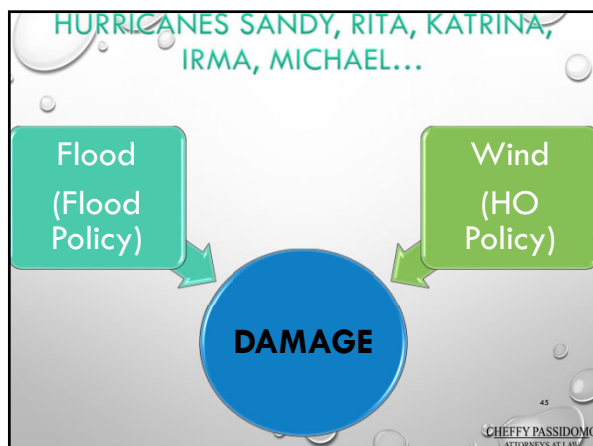 HURRICANES SANDY, RITA, KATRINA,
IRMA, MICHAEL...
Flood
(Flood
Policy)
Wind
(HO
Policy)
DAMAGE
45
CHEFFY PASSIDOMO
ATTORNEYS AT LAW